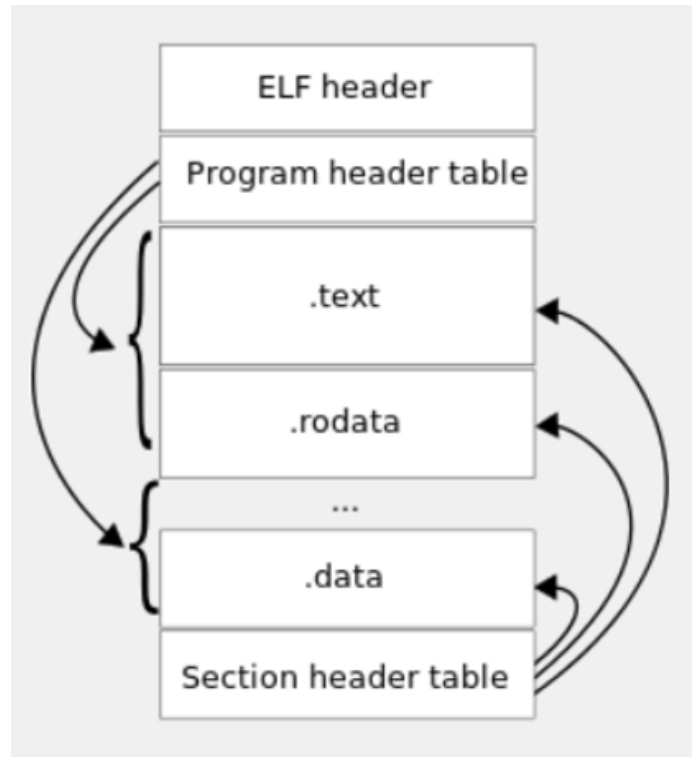 ELF header
Program header table
.text
.rodata
...
.data
Section header table